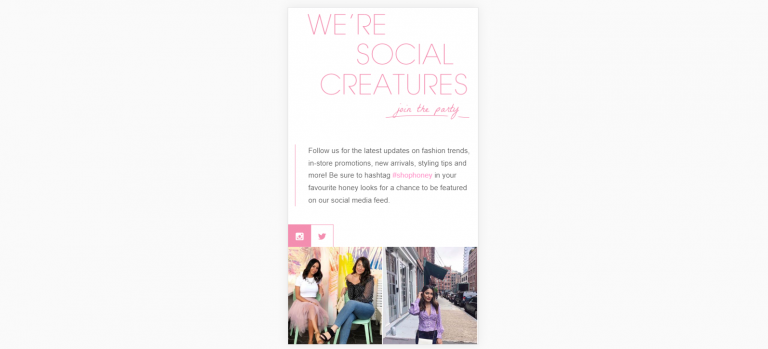 WE'RE
SOCIAL
CREATURES
join the party
Follow us for the latest updates on fashion trends,
in-store promotions, new arrivals, styling tips and
more! Be sure to hashtag #shophoney in your
favourite honey looks for a chance to be featured
on our social media feed.